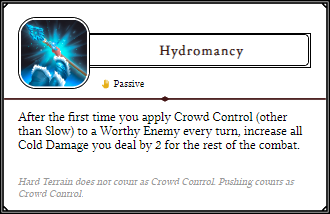 Hydromancy
Passive
After the first time you apply Crowd Control (other
than Slow) to a Worthy Enemy every turn, increase all
Cold Damage you deal by 2 for the rest of the combat.
Hard Terrain does not count as Crowd Control. Pushing counts as
Crowd Control.